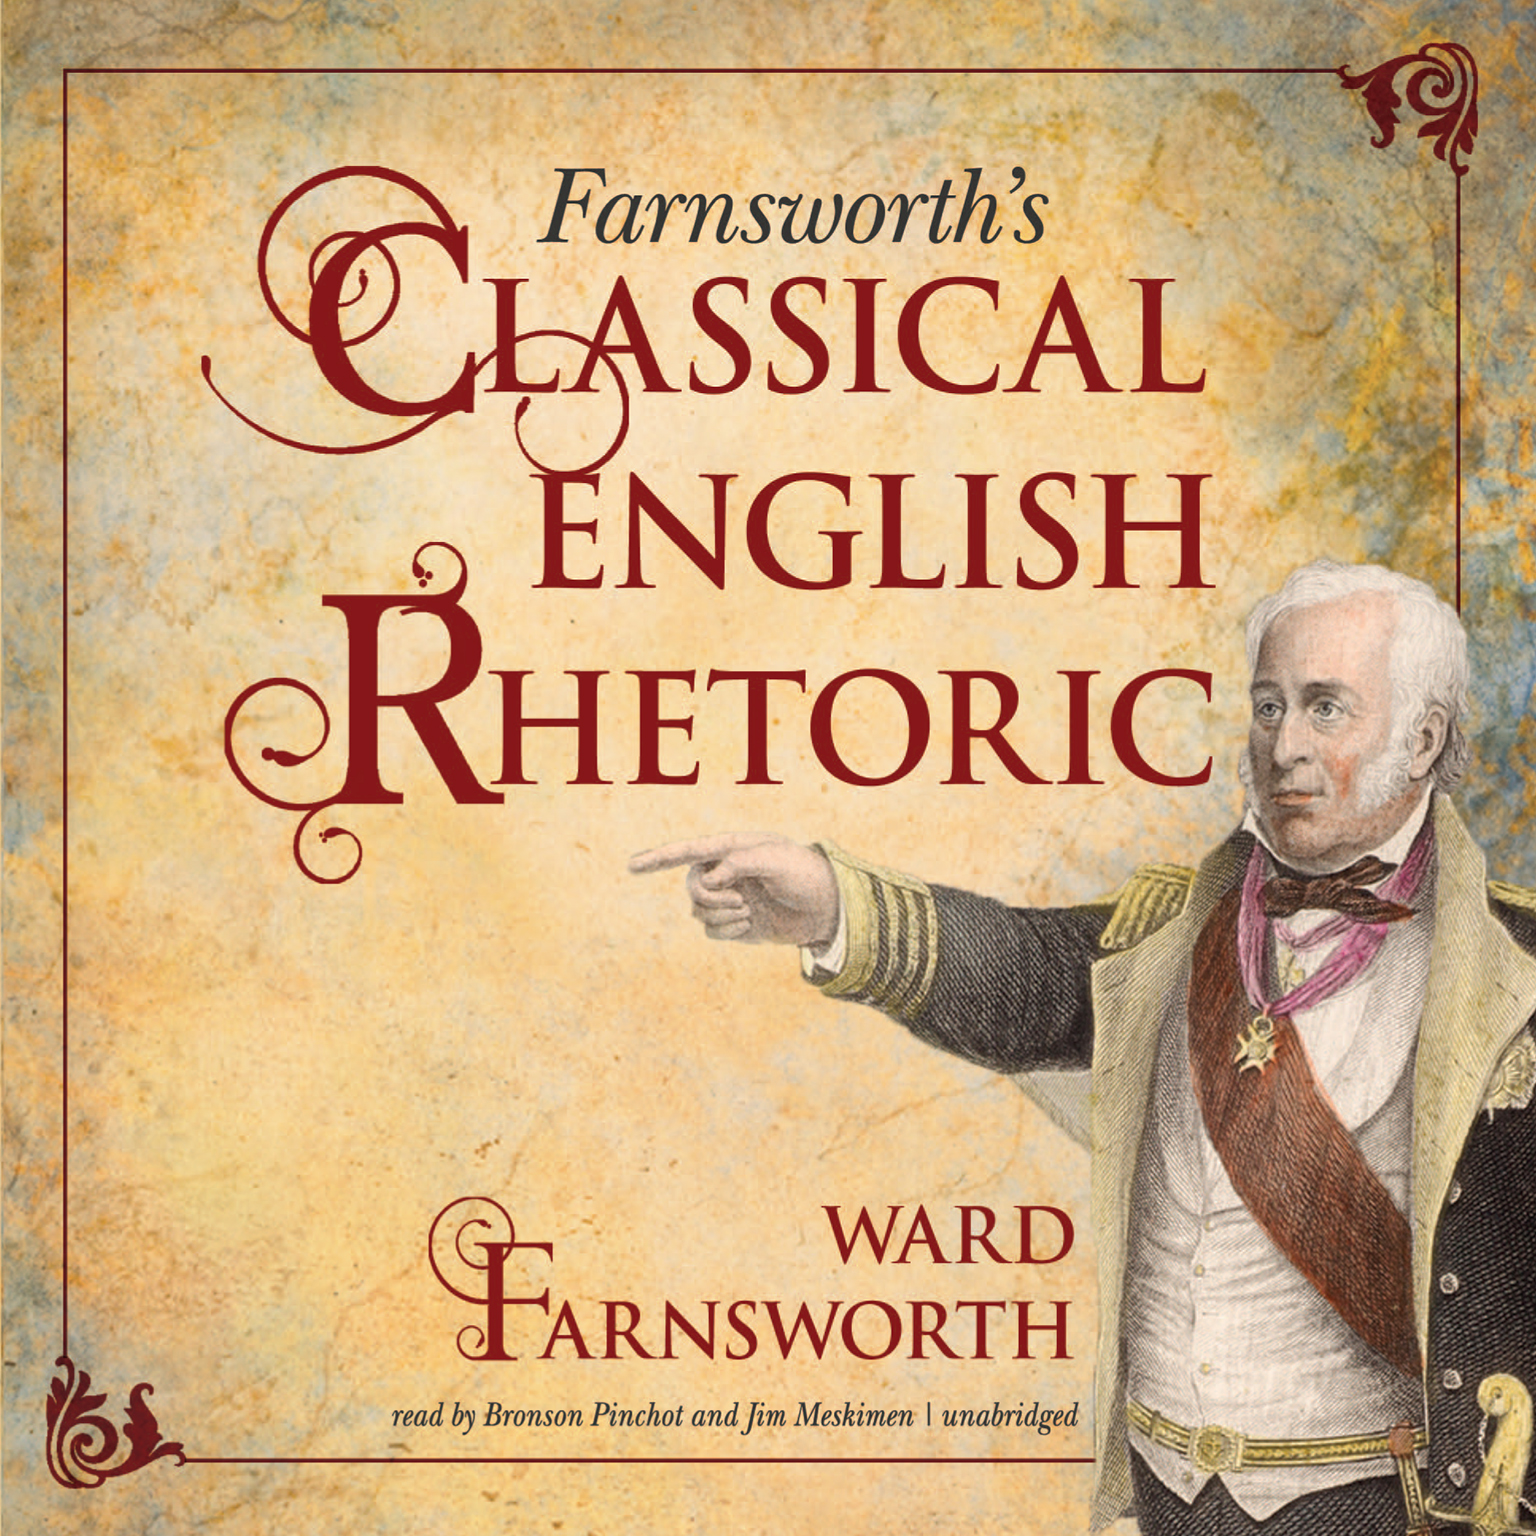 Farnsworth's
CLASSICAL
ENGLISH
RHETORIC
WARD
FARNSWORTH
read by Bronson Pinchot and Jim Meskimen | unabridged